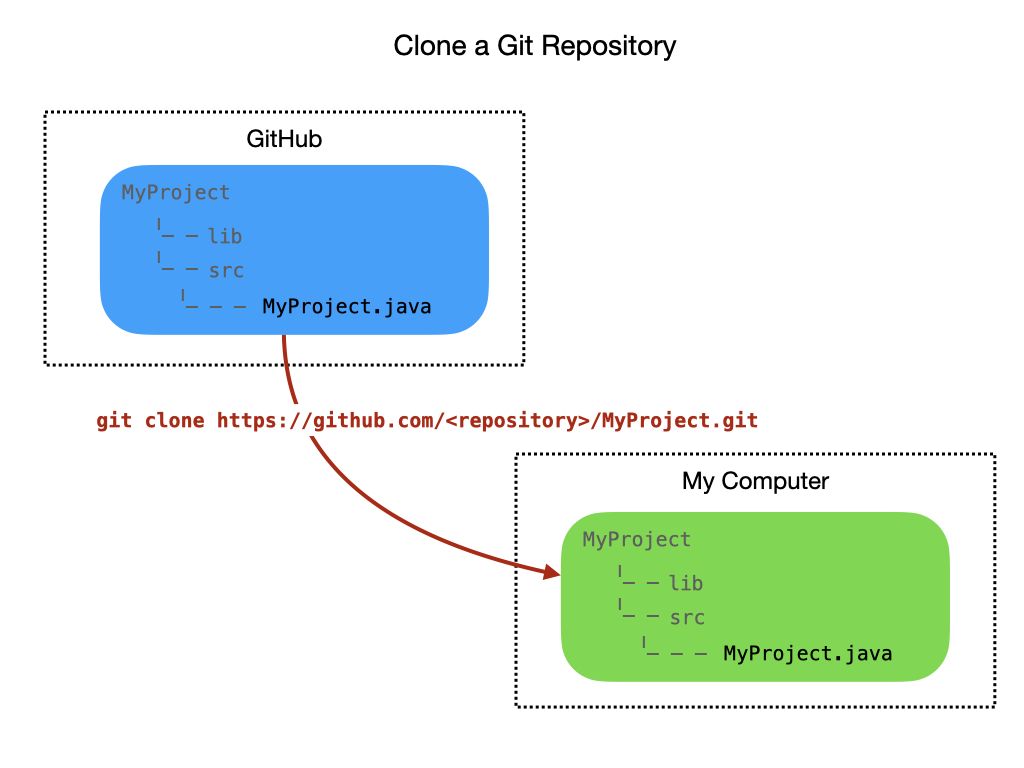 Clone a Git Repository
GitHub
MyProject
lib
src
MyProject.java
git clone https://github.com/<repository>/MyProject.git
My Computer
MyProject
lib
src
MyProject.java